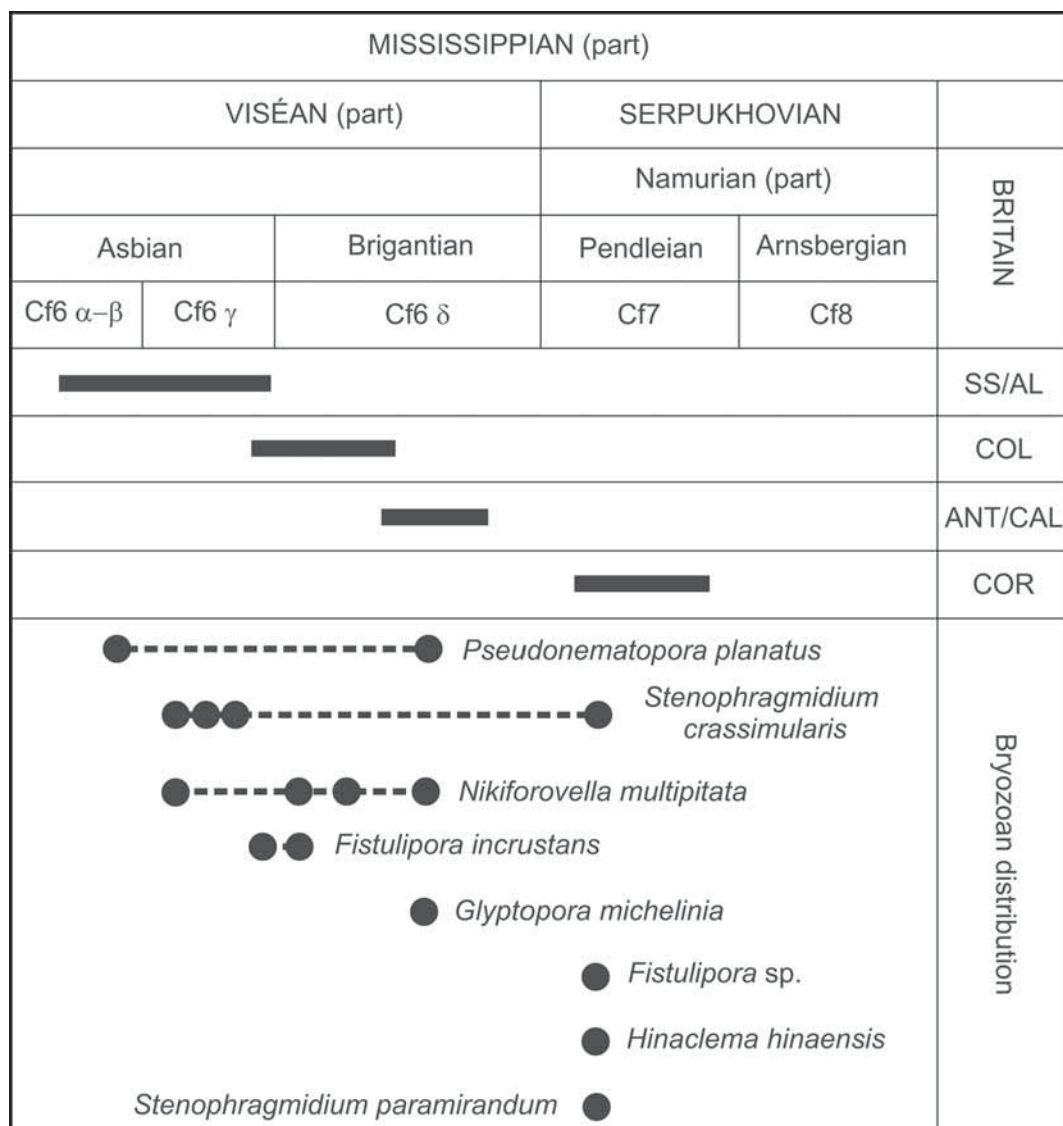 MISSISSIPPIAN (part)
VISÉAN (part)
SERPUKHOVIAN
Namurian (part)
BRITAIN
Asbian
Brigantian
Pendleian
Arnsbergian
Cf6 α–β
Cf6 γ
Cf6 δ
Cf7
Cf8
SS/AL
COL
ANT/CAL
COR
Pseudonematopora planatus
Stenophragmidium
crassimularis
Nikiforovella multipitata
Fistulipora incrustans
Glyptopora michelinia
Fistulipora sp.
Hinaclema hinaensis
Stenophragmidium paramirandum
Bryozoan distribution